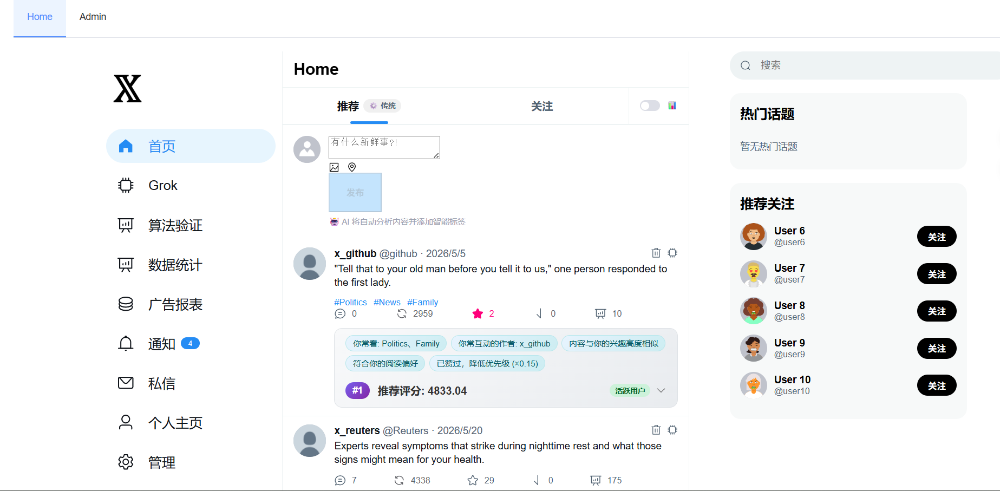 Home
Admin
首页
Grok
算法验证
数据统计
广告报表
通知 4
私信
个人主页
管理
Home
推荐 传统
关注
有什么新鲜事?!
发布
AI 将自动分析内容并添加智能标签
x_github @github · 2026/5/5
"Tell that to your old man before you tell it to us," one person responded to
the first lady.
#Politics #News #Family
0 2959 2 0 10
你常看: Politics、Family 你常互动的作者: x_github 内容与你的兴趣高度相似
符合你的阅读偏好 已赞过，降低优先级 (×0.15)
#1 推荐评分: 4833.04 活跃用户
x_reuters @Reuters · 2026/5/20
Experts reveal symptoms that strike during nighttime rest and what those
signs might mean for your health.
7 4338 29 0 175
搜索
热门话题
暂无热门话题
推荐关注
User 6
@user6
关注
User 7
@user7
关注
User 8
@user8
关注
User 9
@user9
关注
User 10
@user10
关注